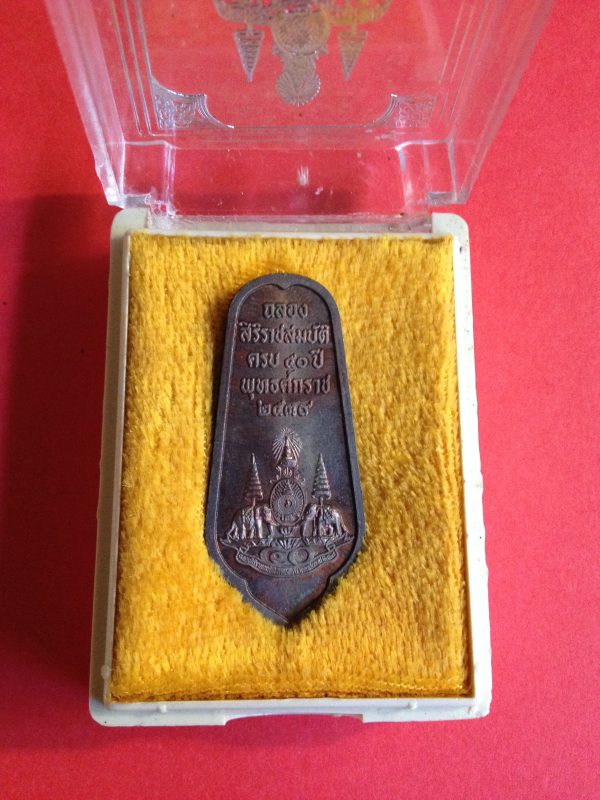 ฉลอง
สิริราชสมบัติ
ครบ ๕๐ ปี
พุทธศักราช
๒๕๓๙